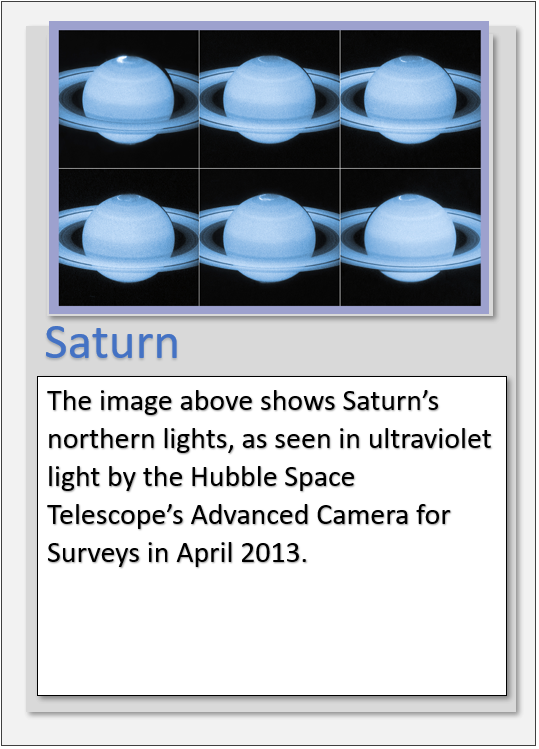 Saturn
The image above shows Saturn’s
northern lights, as seen in ultraviolet
light by the Hubble Space
Telescope’s Advanced Camera for
Surveys in April 2013.